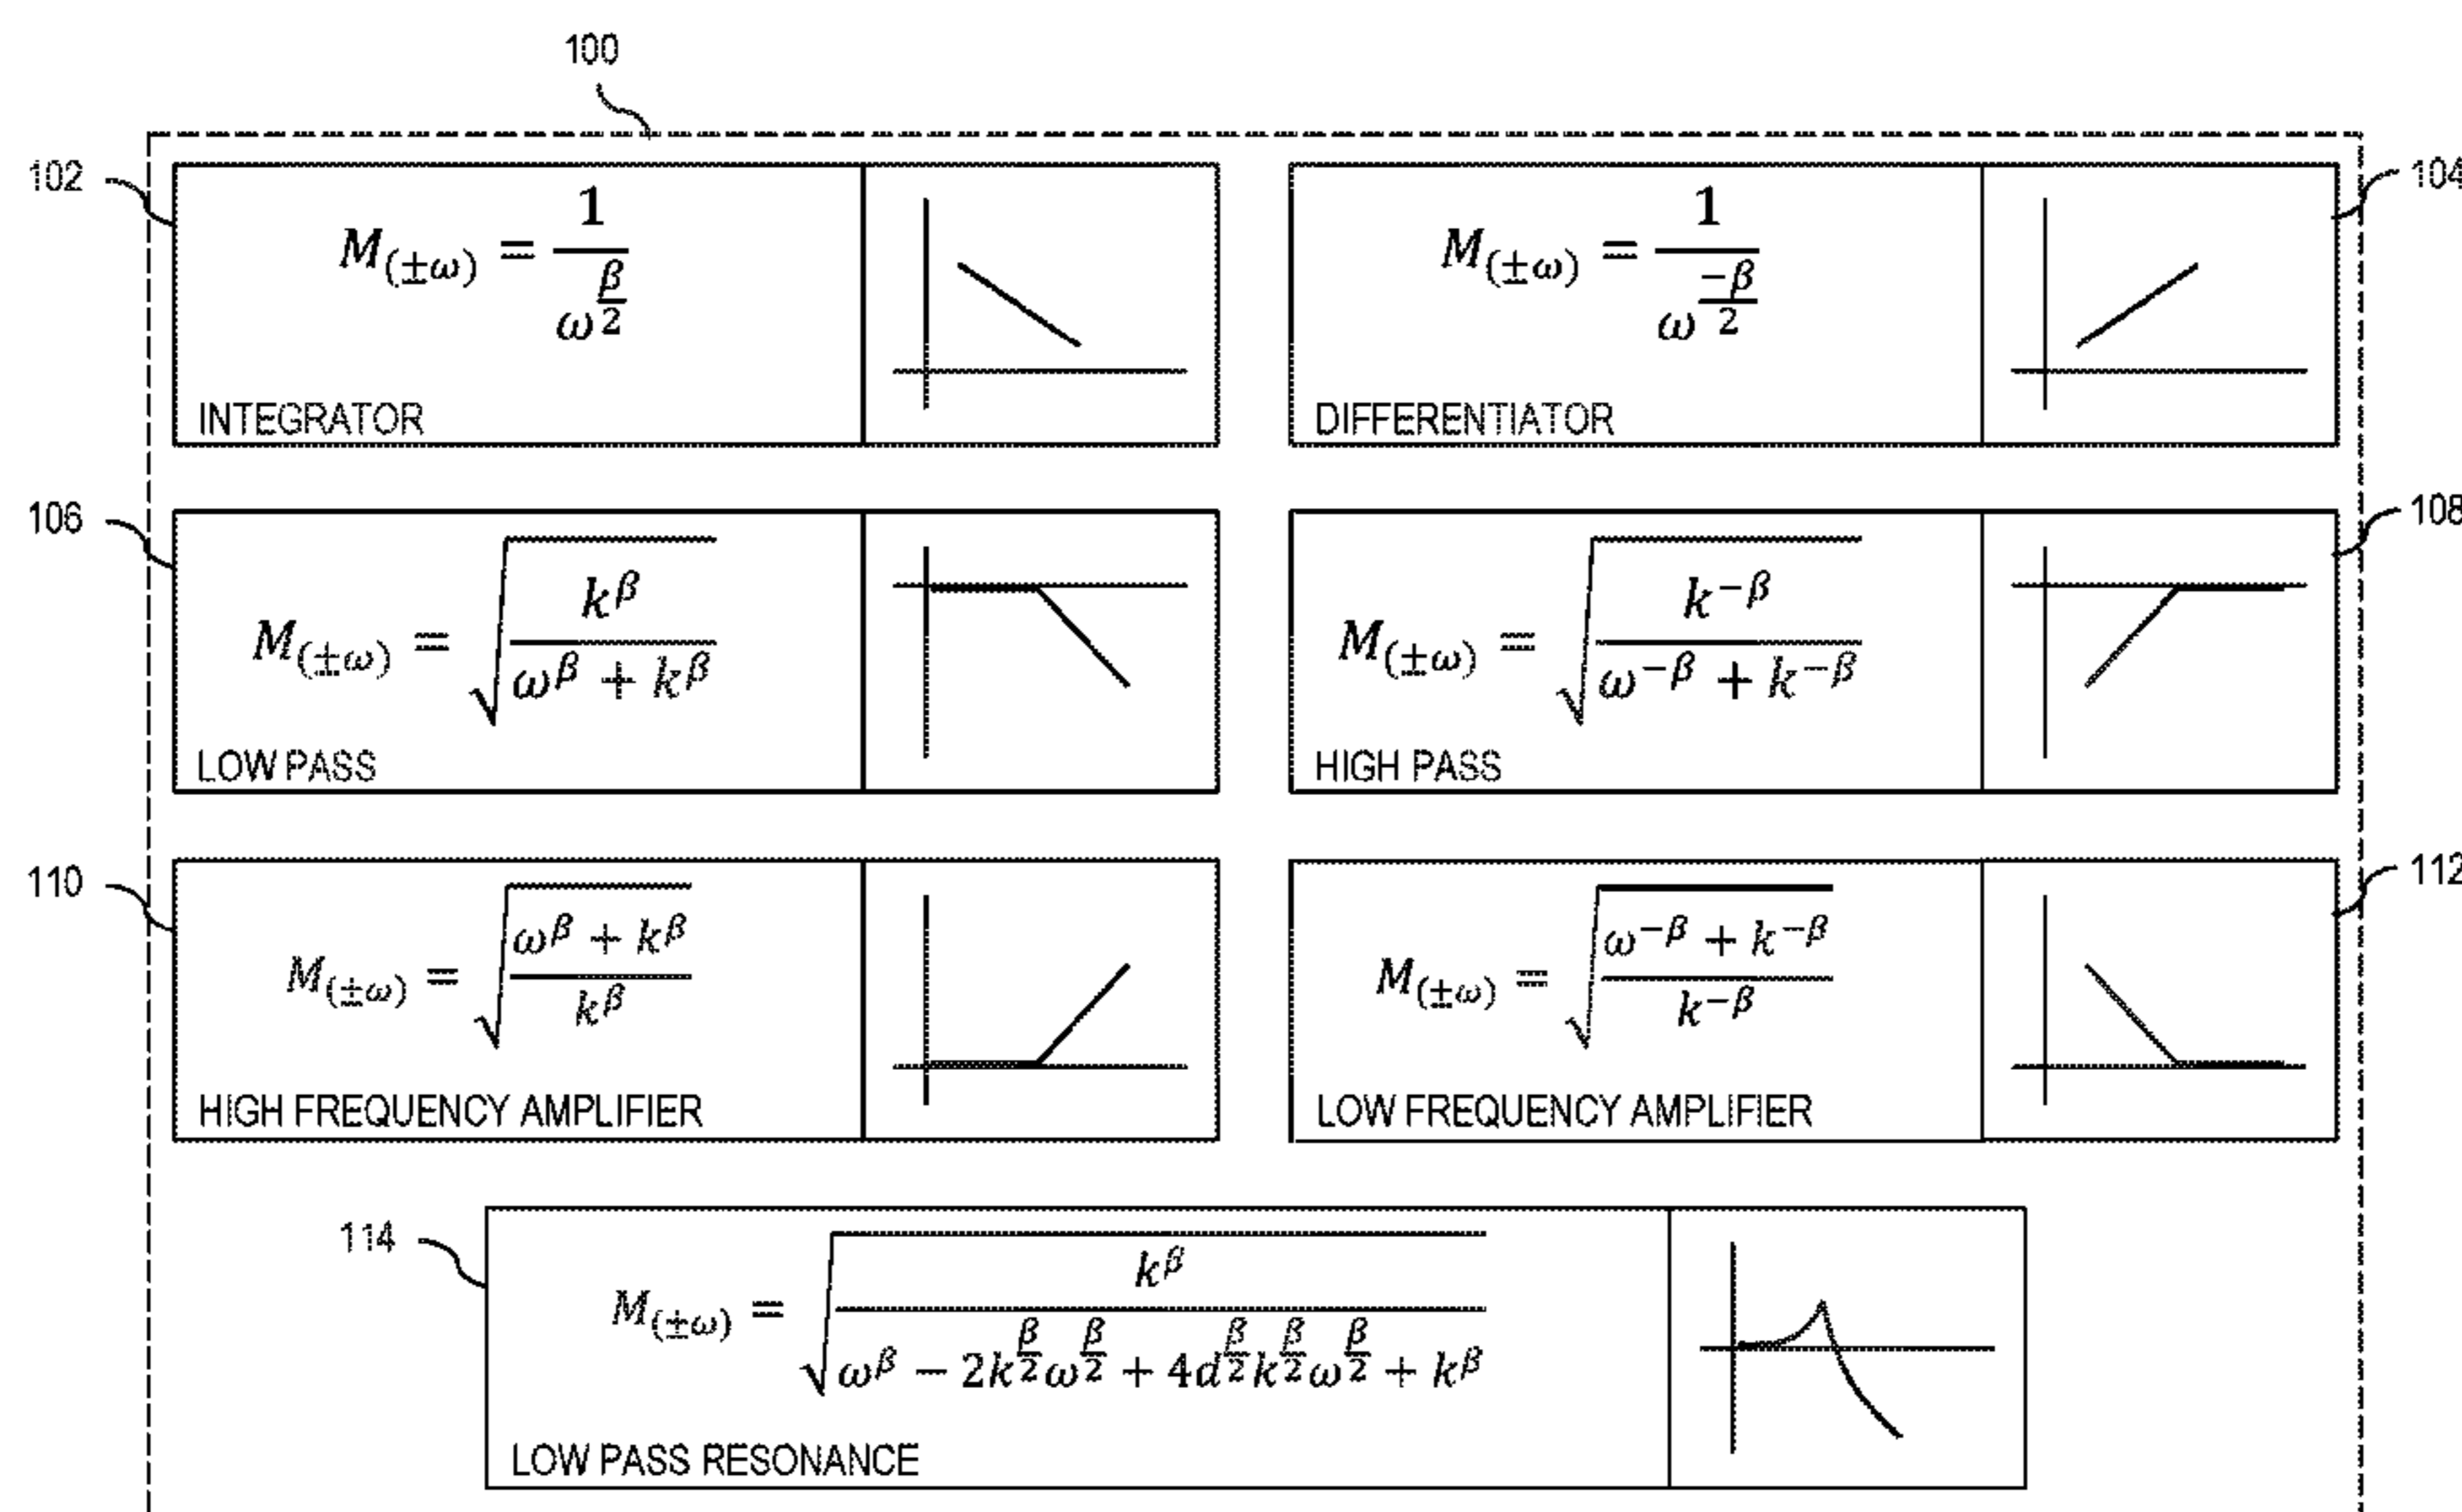 100
102
M(±ω) = 1/ω^(β/2)
INTEGRATOR
104
M(±ω) = 1/ω^(-β/2)
DIFFERENTIATOR
106
M(±ω) = √(k^β/(ω^β + k^β))
LOW PASS
108
M(±ω) = √(k^-β/(ω^-β + k^-β))
HIGH PASS
110
M(±ω) = √((ω^β + k^β)/k^β)
HIGH FREQUENCY AMPLIFIER
112
M(±ω) = √((ω^-β + k^-β)/k^-β)
LOW FREQUENCY AMPLIFIER
114
M(±ω) = √(k^β/(ω^β - 2k^(β/2)ω^(β/2) + 4d^(β/2)k^(β/2)ω^(β/2) + k^β))
LOW PASS RESONANCE